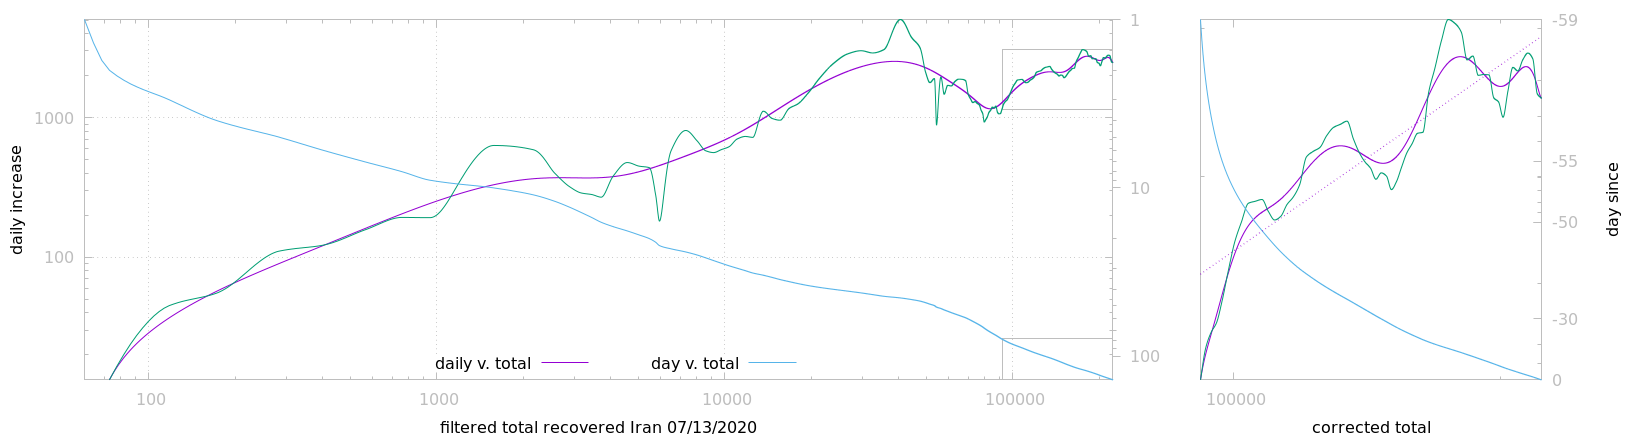 daily increase
1000
100
100
1000
10000
100000
1
10
100
daily v. total
day v. total
filtered total recovered Iran 07/13/2020
-59
-55
-50
-30
0
day since
100000
corrected total